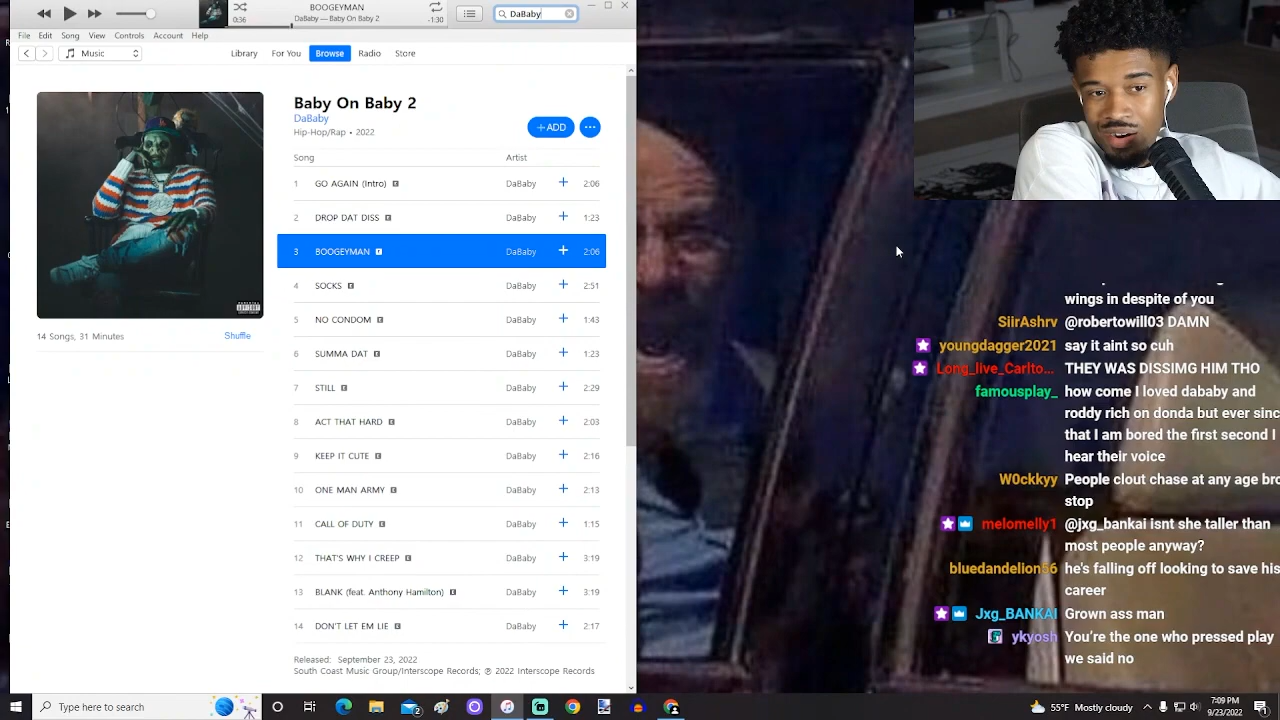 BOOGEYMAN
0:36
DaBaby — Baby On Baby 2
-1:30
DaBaby
File Edit Song View Controls Account Help
Music
Library For You Browse Radio Store
Baby On Baby 2
DaBaby
Hip-Hop/Rap • 2022
+ADD
Song Artist
1 GO AGAIN (Intro) E DaBaby + 2:06
2 DROP DAT DISS E DaBaby + 1:23
3 BOOGEYMAN E DaBaby + 2:06
4 SOCKS E DaBaby + 2:51
5 NO CONDOM E DaBaby + 1:43
6 SUMMA DAT E DaBaby + 1:23
7 STILL E DaBaby + 2:29
8 ACT THAT HARD E DaBaby + 2:03
9 KEEP IT CUTE E DaBaby + 2:16
10 ONE MAN ARMY E DaBaby + 2:13
11 CALL OF DUTY E DaBaby + 1:15
12 THAT'S WHY I CREEP E DaBaby + 3:19
13 BLANK (feat. Anthony Hamilton) E DaBaby + 3:19
14 DON'T LET EM LIE E DaBaby + 2:17
14 Songs, 31 Minutes
Shuffle
Released: September 23, 2022
South Coast Music Group/Interscope Records; ℗ 2022 Interscope Records
wings in despite of you
SiirAshrv @robertowill03 DAMN
youngdagger2021 say it aint so cuh
Long_live_Carlto... THEY WAS DISSIMG HIM THO
famousplay_ how come I loved dababy and
roddy rich on donda but ever sinc
that I am bored the first second I
hear their voice
W0ckkyy People clout chase at any age bro
stop
melomelly1 @jxg_bankai isnt she taller than
most people anyway?
bluedandelion56 he's falling off looking to save his
career
Jxg_BANKAI Grown ass man
ykyosh You're the one who pressed play
we said no
Type here to search
55°F Mostly cloudy
7:09 PM
9/23/2022